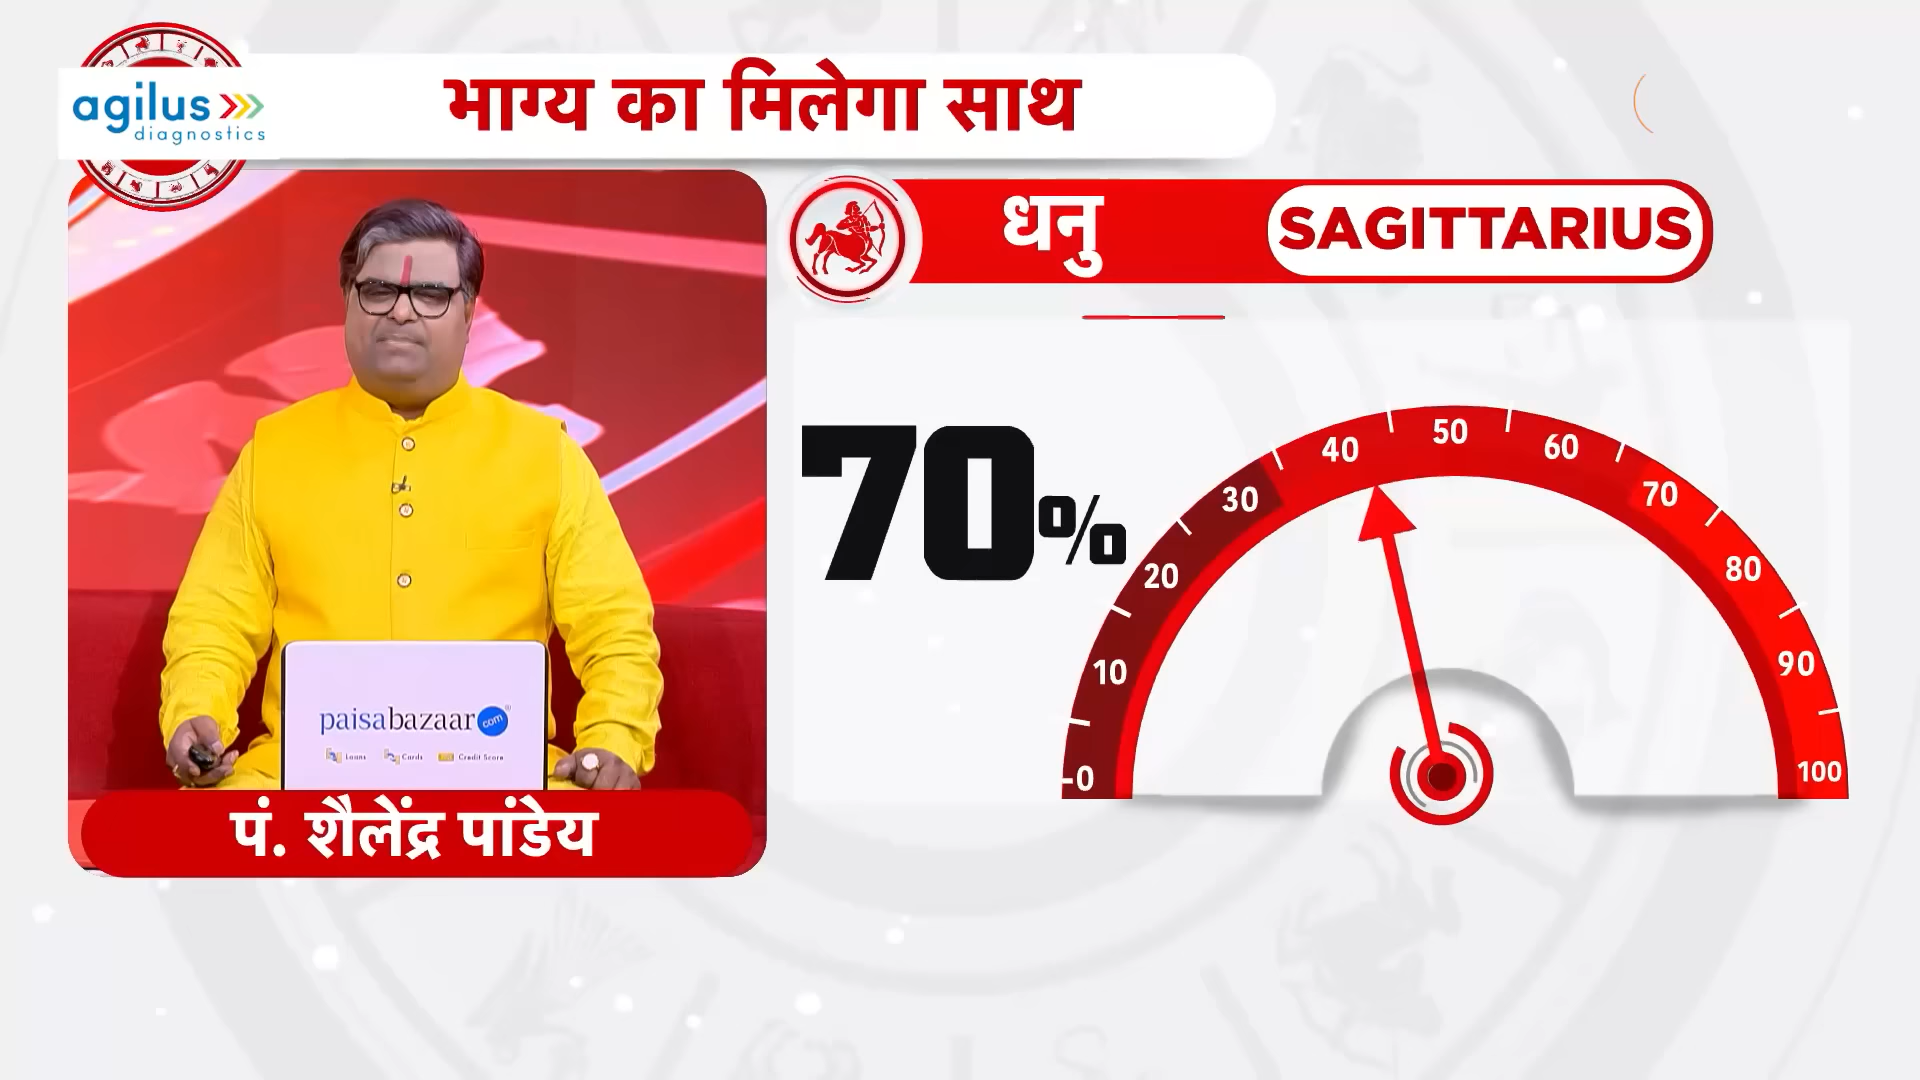 भाग्य का मिलेगा साथ
agilus
diagnostics
धनु
SAGITTARIUS
70%
0
10
20
30
40
50
60
70
80
90
100
paisabazaar.com
Loans Cards Credit Score
पं. शैलेंद्र पांडेय